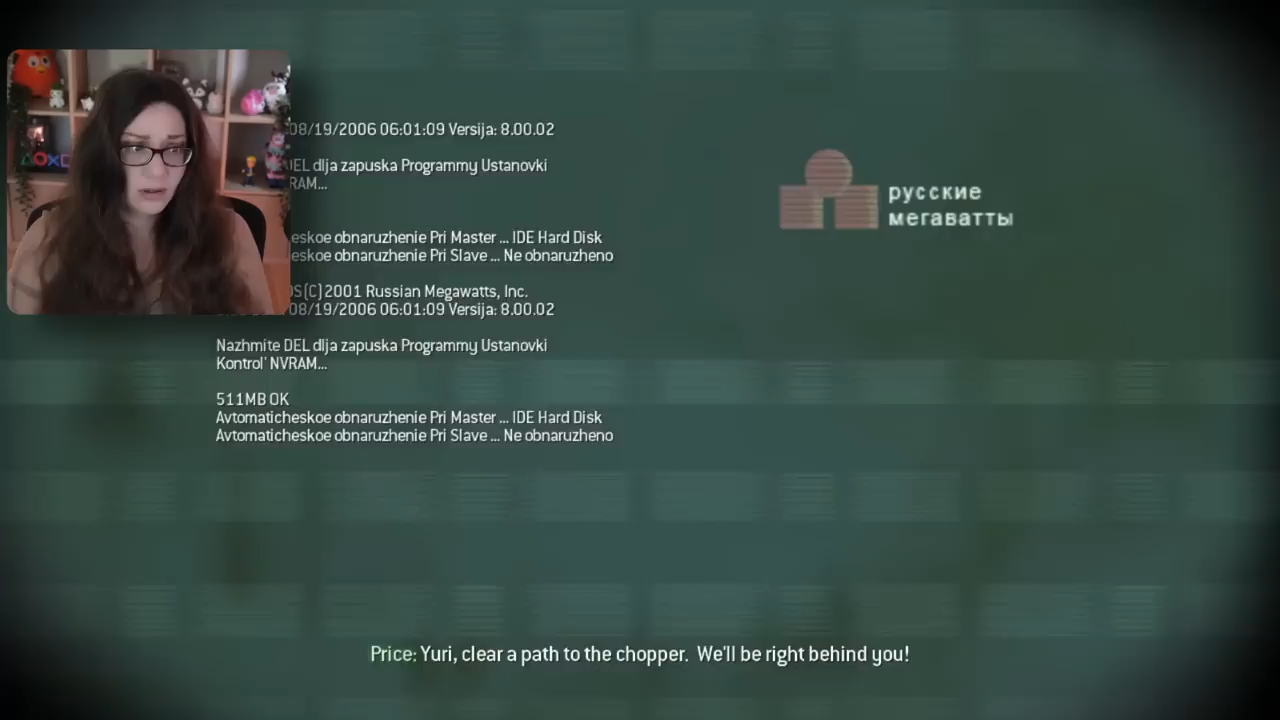 08/19/2006 06:01:09 Versija: 8.00.02
DEL dlja zapuska Programmy Ustanovki
RAM...
русские
мегаватты
eskoe obnaruzhenie Pri Master ... IDE Hard Disk
eskoe obnaruzhenie Pri Slave ... Ne obnaruzheno
OS(C)2001 Russian Megawatts, Inc.
08/19/2006 06:01:09 Versija: 8.00.02
Nazhmite DEL dlja zapuska Programmy Ustanovki
Kontrol' NVRAM...
511MB OK
Avtomaticheskoe obnaruzhenie Pri Master ... IDE Hard Disk
Avtomaticheskoe obnaruzhenie Pri Slave ... Ne obnaruzheno
Price: Yuri, clear a path to the chopper. We'll be right behind you!